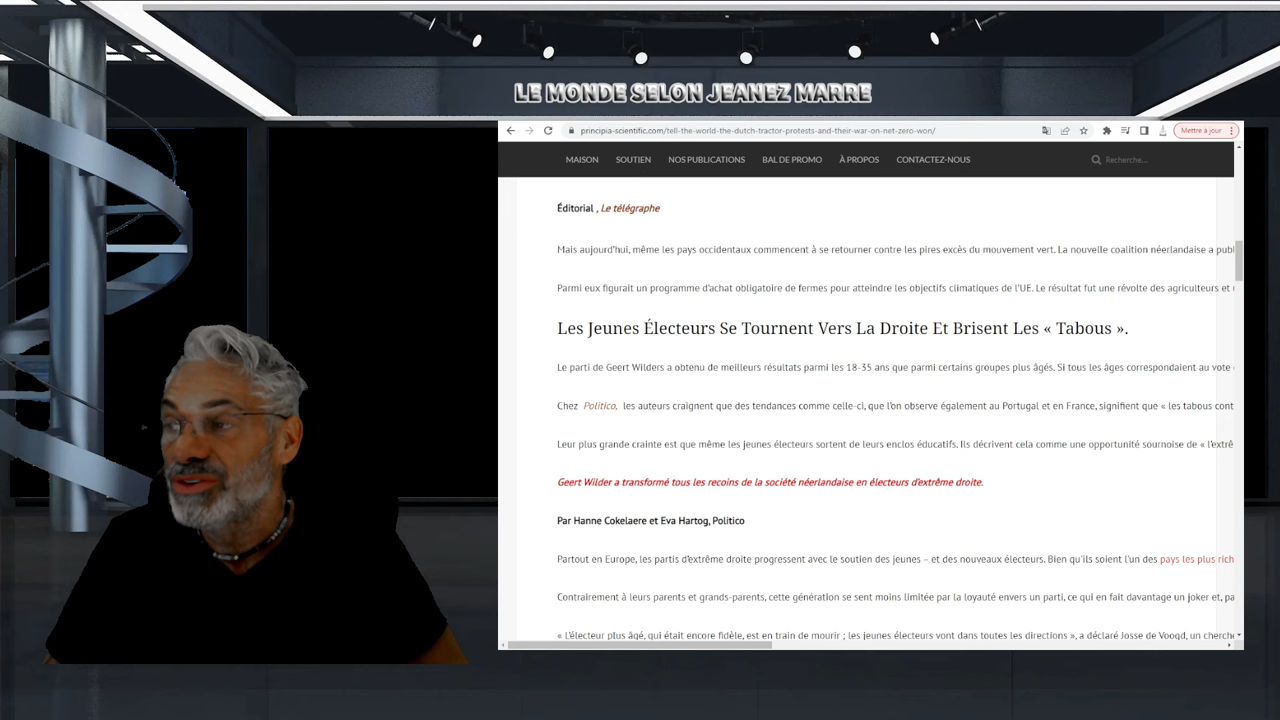 LE MONDE SELON JEANEZ MARRE
principia-scientific.com/tell-the-world-the-dutch-tractor-protests-and-their-war-on-net-zero-won/
Mettre à jour
MAISON SOUTIEN NOS PUBLICATIONS BAL DE PROMO À PROPOS CONTACTEZ-NOUS Recherche...
Éditorial , Le télégraphe
Mais aujourd'hui, même les pays occidentaux commencent à se retourner contre les pires excès du mouvement vert. La nouvelle coalition néerlandaise a publ
Parmi eux figurait un programme d'achat obligatoire de fermes pour atteindre les objectifs climatiques de l'UE. Le résultat fut une révolte des agriculteurs et
Les Jeunes Électeurs Se Tournent Vers La Droite Et Brisent Les « Tabous ».
Le parti de Geert Wilders a obtenu de meilleurs résultats parmi les 18-35 ans que parmi certains groupes plus âgés. Si tous les âges correspondaient au vote
Chez Politico, les auteurs craignent que des tendances comme celle-ci, que l'on observe également au Portugal et en France, signifient que « les tabous cont
Leur plus grande crainte est que même les jeunes électeurs sortent de leurs enclos éducatifs. Ils décrivent cela comme une opportunité sournoise de « l'extrê
Geert Wilder a transformé tous les recoins de la société néerlandaise en électeurs d'extrême droite.
Par Hanne Cokelaere et Eva Hartog, Politico
Partout en Europe, les partis d'extrême droite progressent avec le soutien des jeunes – et des nouveaux électeurs. Bien qu'ils soient l'un des pays les plus rich
Contrairement à leurs parents et grands-parents, cette génération se sent moins limitée par la loyauté envers un parti, ce qui en fait davantage un joker et, pa
« L'électeur plus âgé, qui était encore fidèle, est en train de mourir ; les jeunes électeurs vont dans toutes les directions », a déclaré Josse de Voogd, un cherch